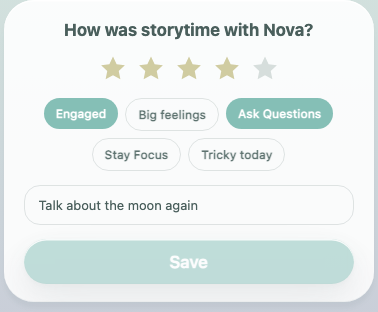 How was storytime with Nova?
Engaged Big feelings Ask Questions
Stay Focus Tricky today
Talk about the moon again
Save